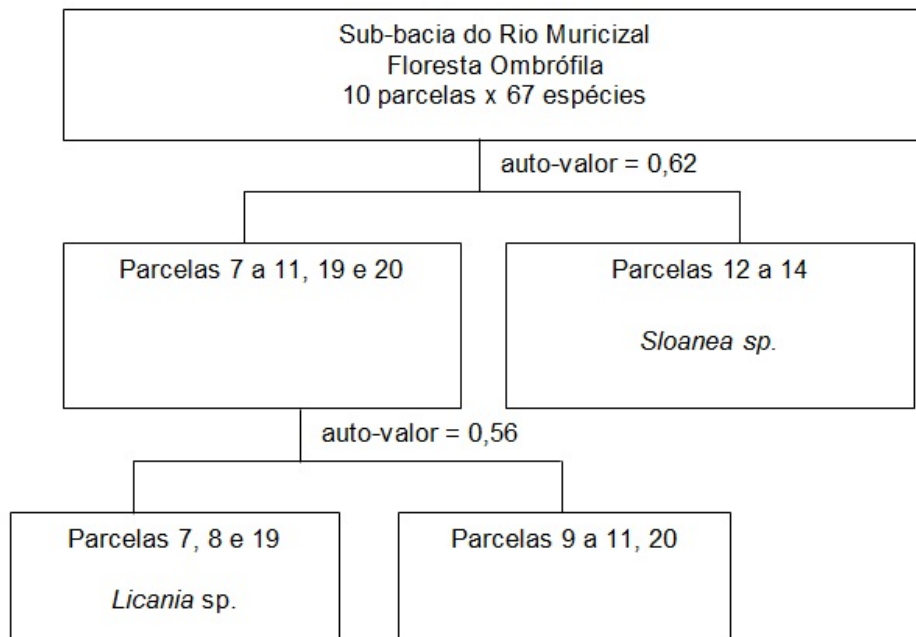 Sub-bacia do Rio Muricizal
Floresta Ombrófila
10 parcelas x 67 espécies
auto-valor = 0,62
Parcelas 7 a 11, 19 e 20
Parcelas 12 a 14
Sloanea sp.
auto-valor = 0,56
Parcelas 7, 8 e 19
Licania sp.
Parcelas 9 a 11, 20